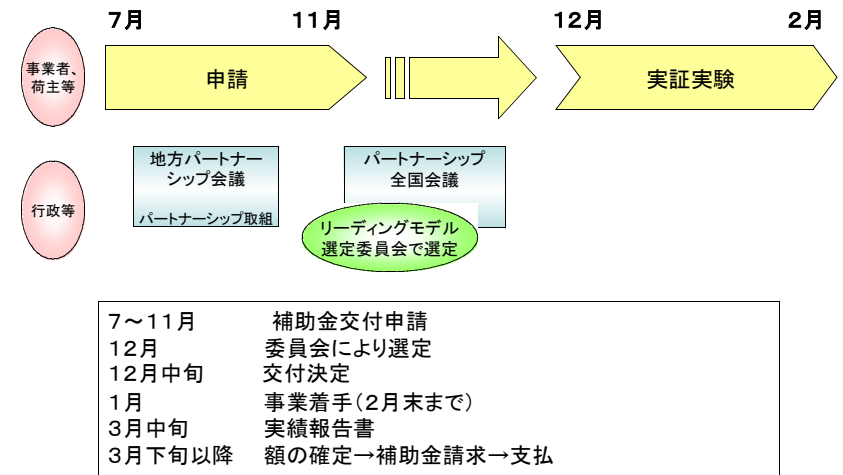 7月 11月 12月 2月
事業者、
荷主等
申請
実証実験
行政等
地方パートナー
シップ会議
パートナーシップ取組
パートナーシップ
全国会議
リーディングモデル
選定委員会で選定
7～11月 補助金交付申請
12月 委員会により選定
12月中旬 交付決定
1月 事業着手(2月末まで)
3月中旬 実績報告書
3月下旬以降 額の確定→補助金請求→支払